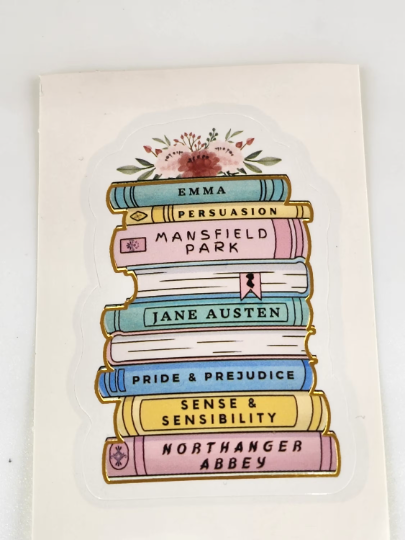 EMMA
PERSUASION
MANSFIELD
PARK
JANE AUSTEN
PRIDE & PREJUDICE
SENSE &
SENSIBILITY
NORTHANGER
ABBEY